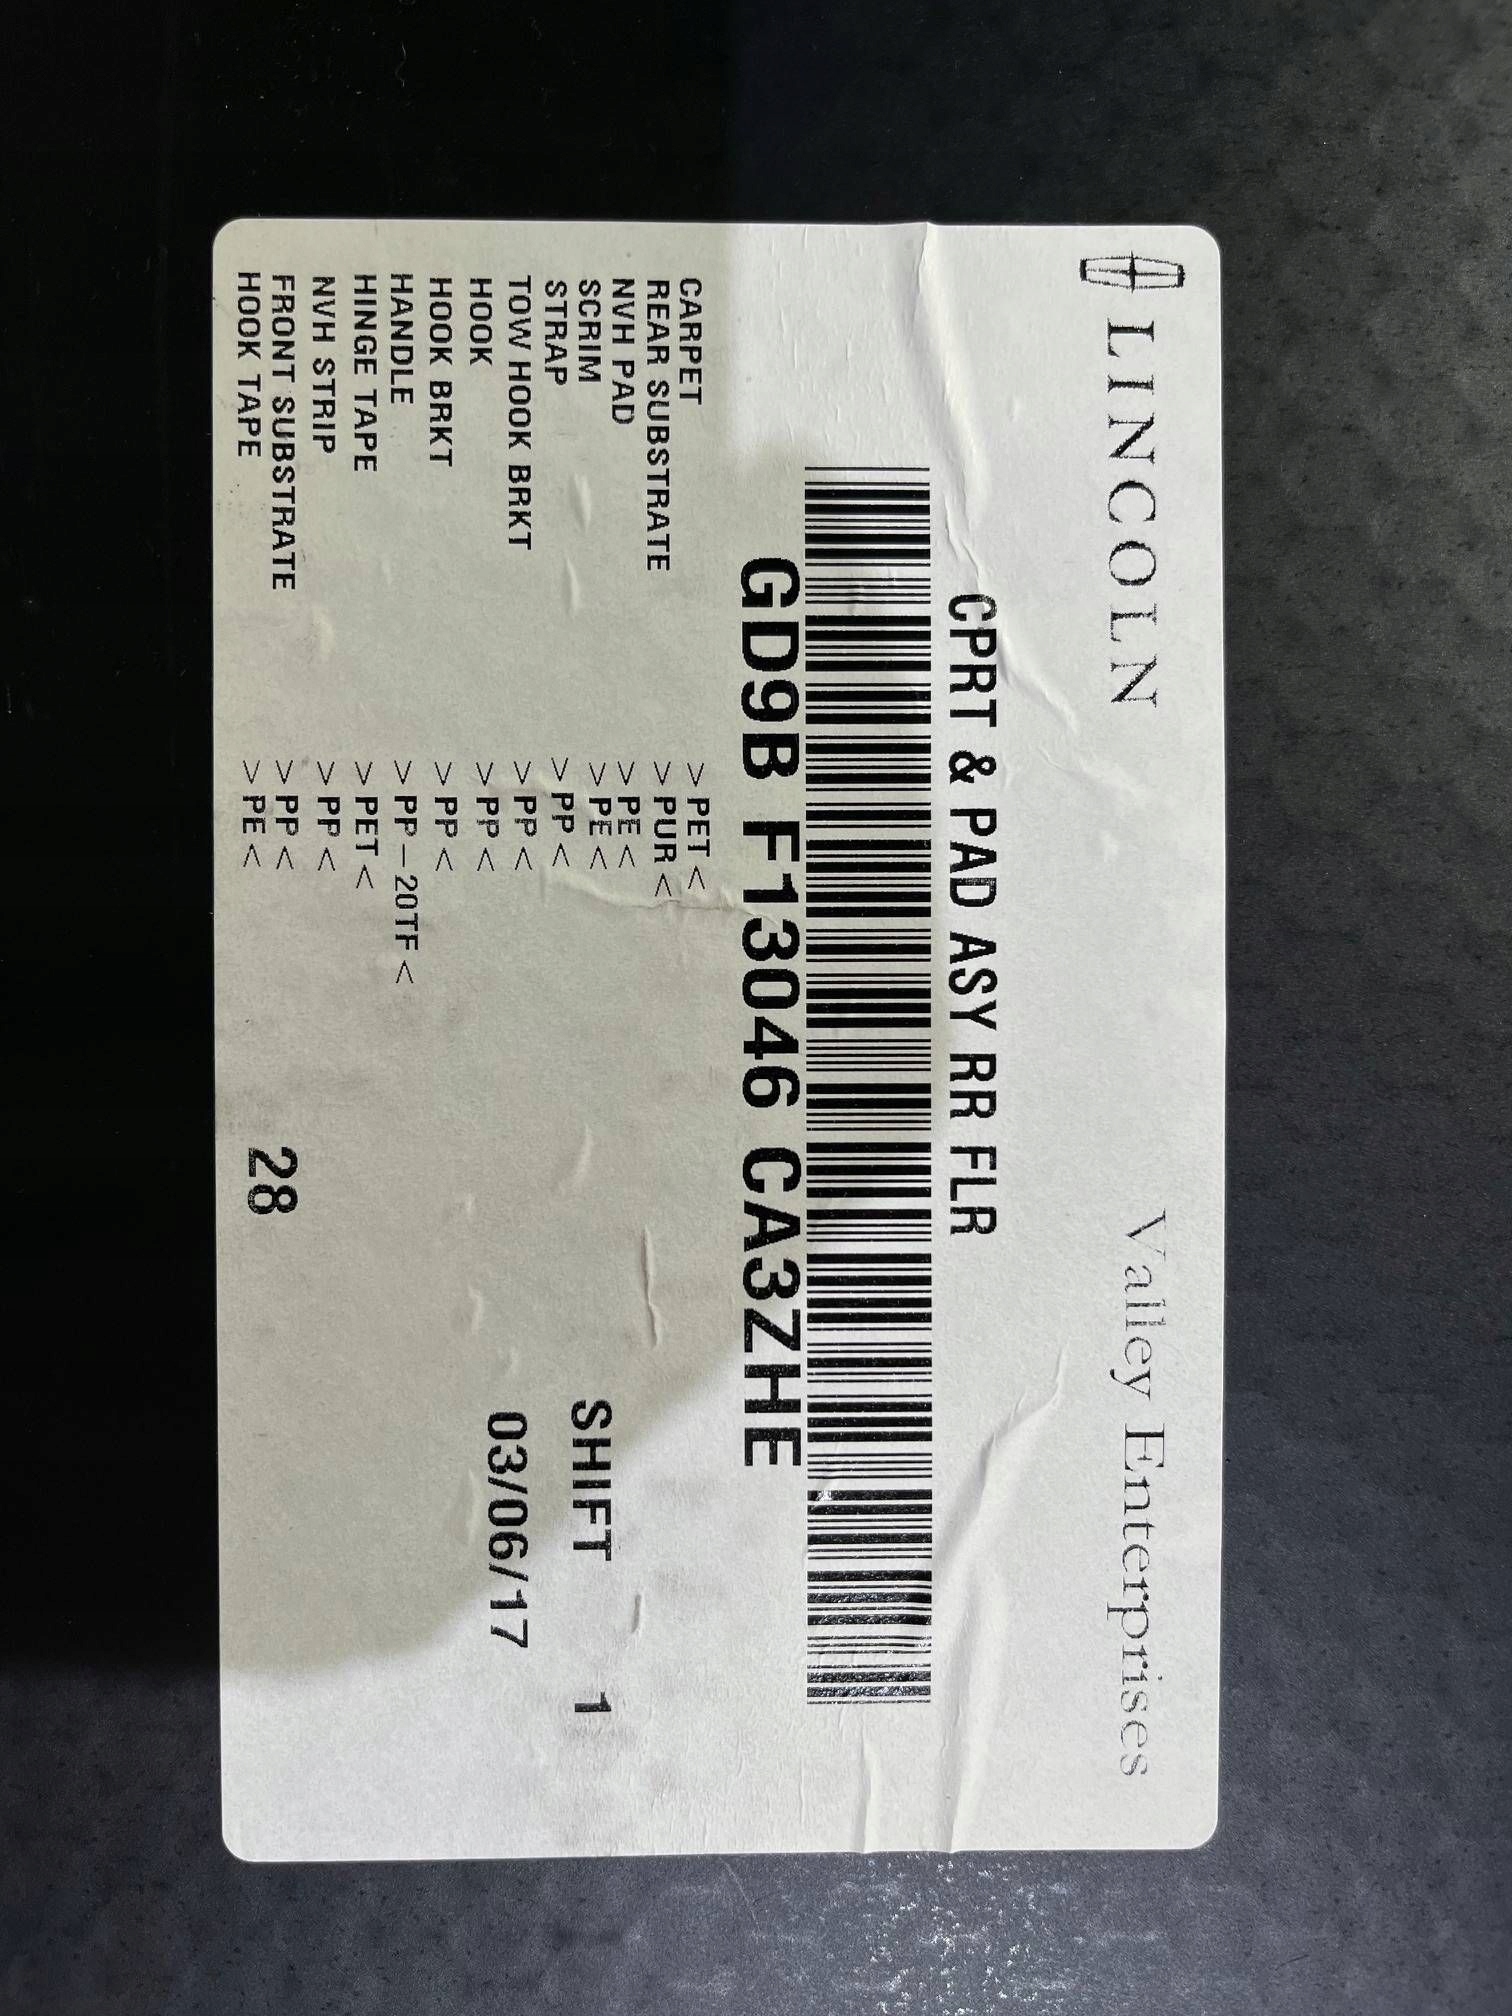 LINCOLN Valley Enterprises
CPRT & PAD ASY RR FLR
GD9B F13046 CA3ZHE
CARPET >PET<
REAR SUBSTRATE >PUR<
NVH PAD >PE<
SCRIM >PE<
STRAP >PP<
TOW HOOK BRKT >PP<
HOOK >PP<
HOOK BRKT >PP<
HANDLE >PP-20TF<
HINGE TAPE >PET<
NVH STRIP >PP<
FRONT SUBSTRATE >PP<
HOOK TAPE >PE<
SHIFT 1
03/06/17
28